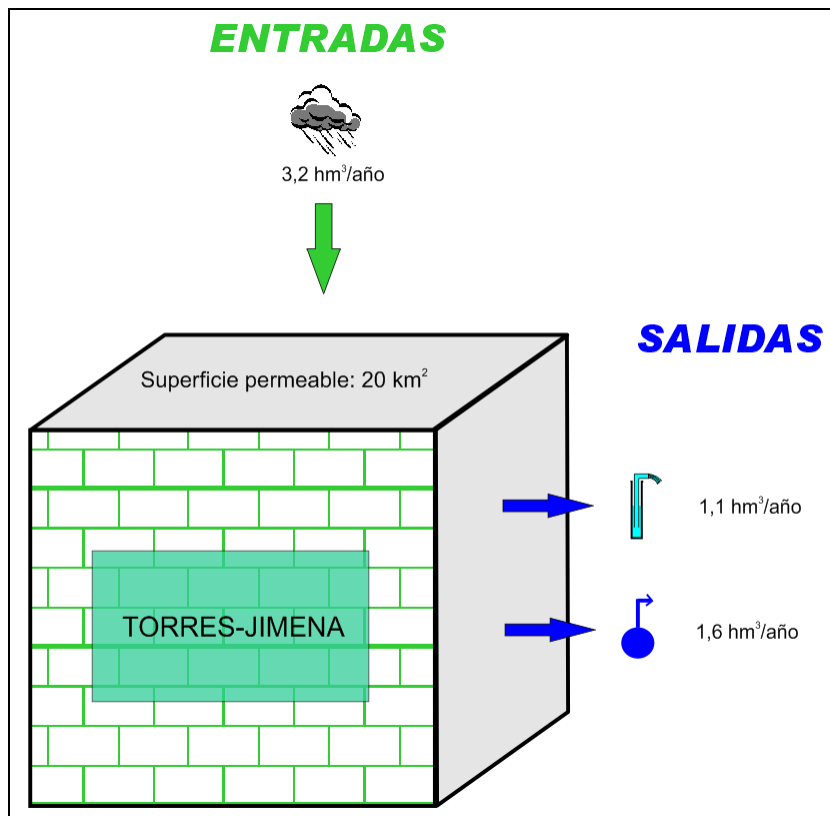 ENTRADAS
3,2 hm³/año
Superficie permeable: 20 km²
SALIDAS
1,1 hm³/año
TORRES-JIMENA
1,6 hm³/año